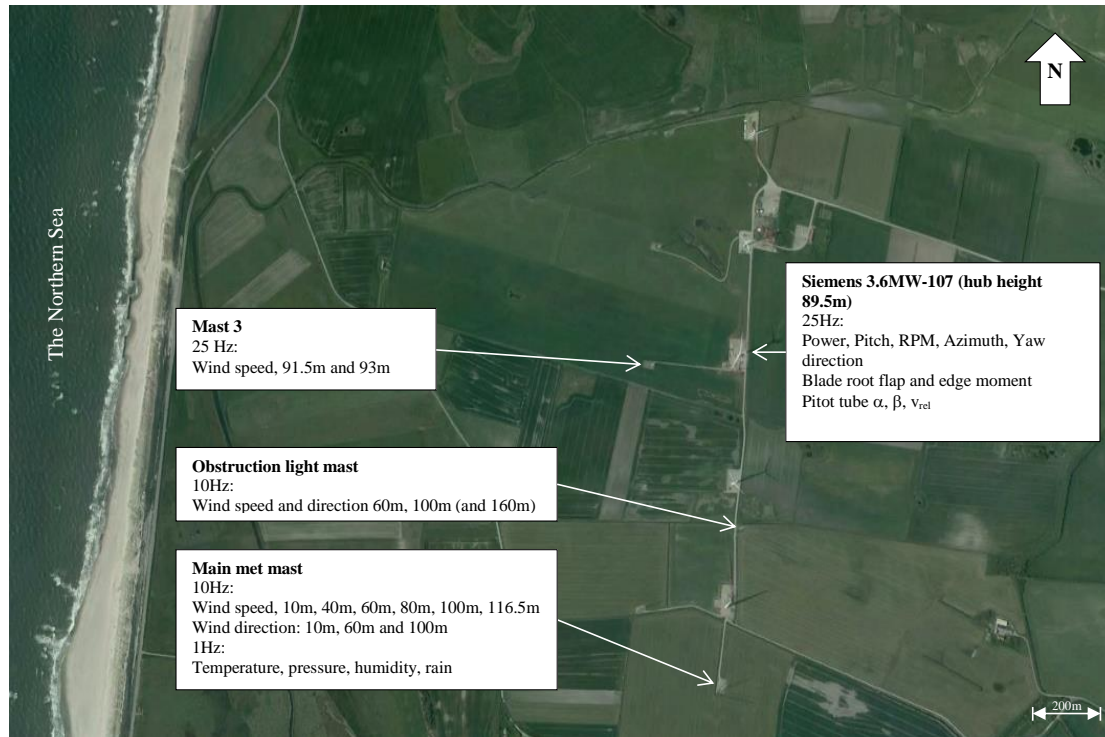 N
The Northern Sea
Siemens 3.6MW-107 (hub height
89.5m)
25Hz:
Power, Pitch, RPM, Azimuth, Yaw
direction
Blade root flap and edge moment
Pitot tube α, β, vrel
Mast 3
25 Hz:
Wind speed, 91.5m and 93m
Obstruction light mast
10Hz:
Wind speed and direction 60m, 100m (and 160m)
Main met mast
10Hz:
Wind speed, 10m, 40m, 60m, 80m, 100m, 116.5m
Wind direction: 10m, 60m and 100m
1Hz:
Temperature, pressure, humidity, rain
200m